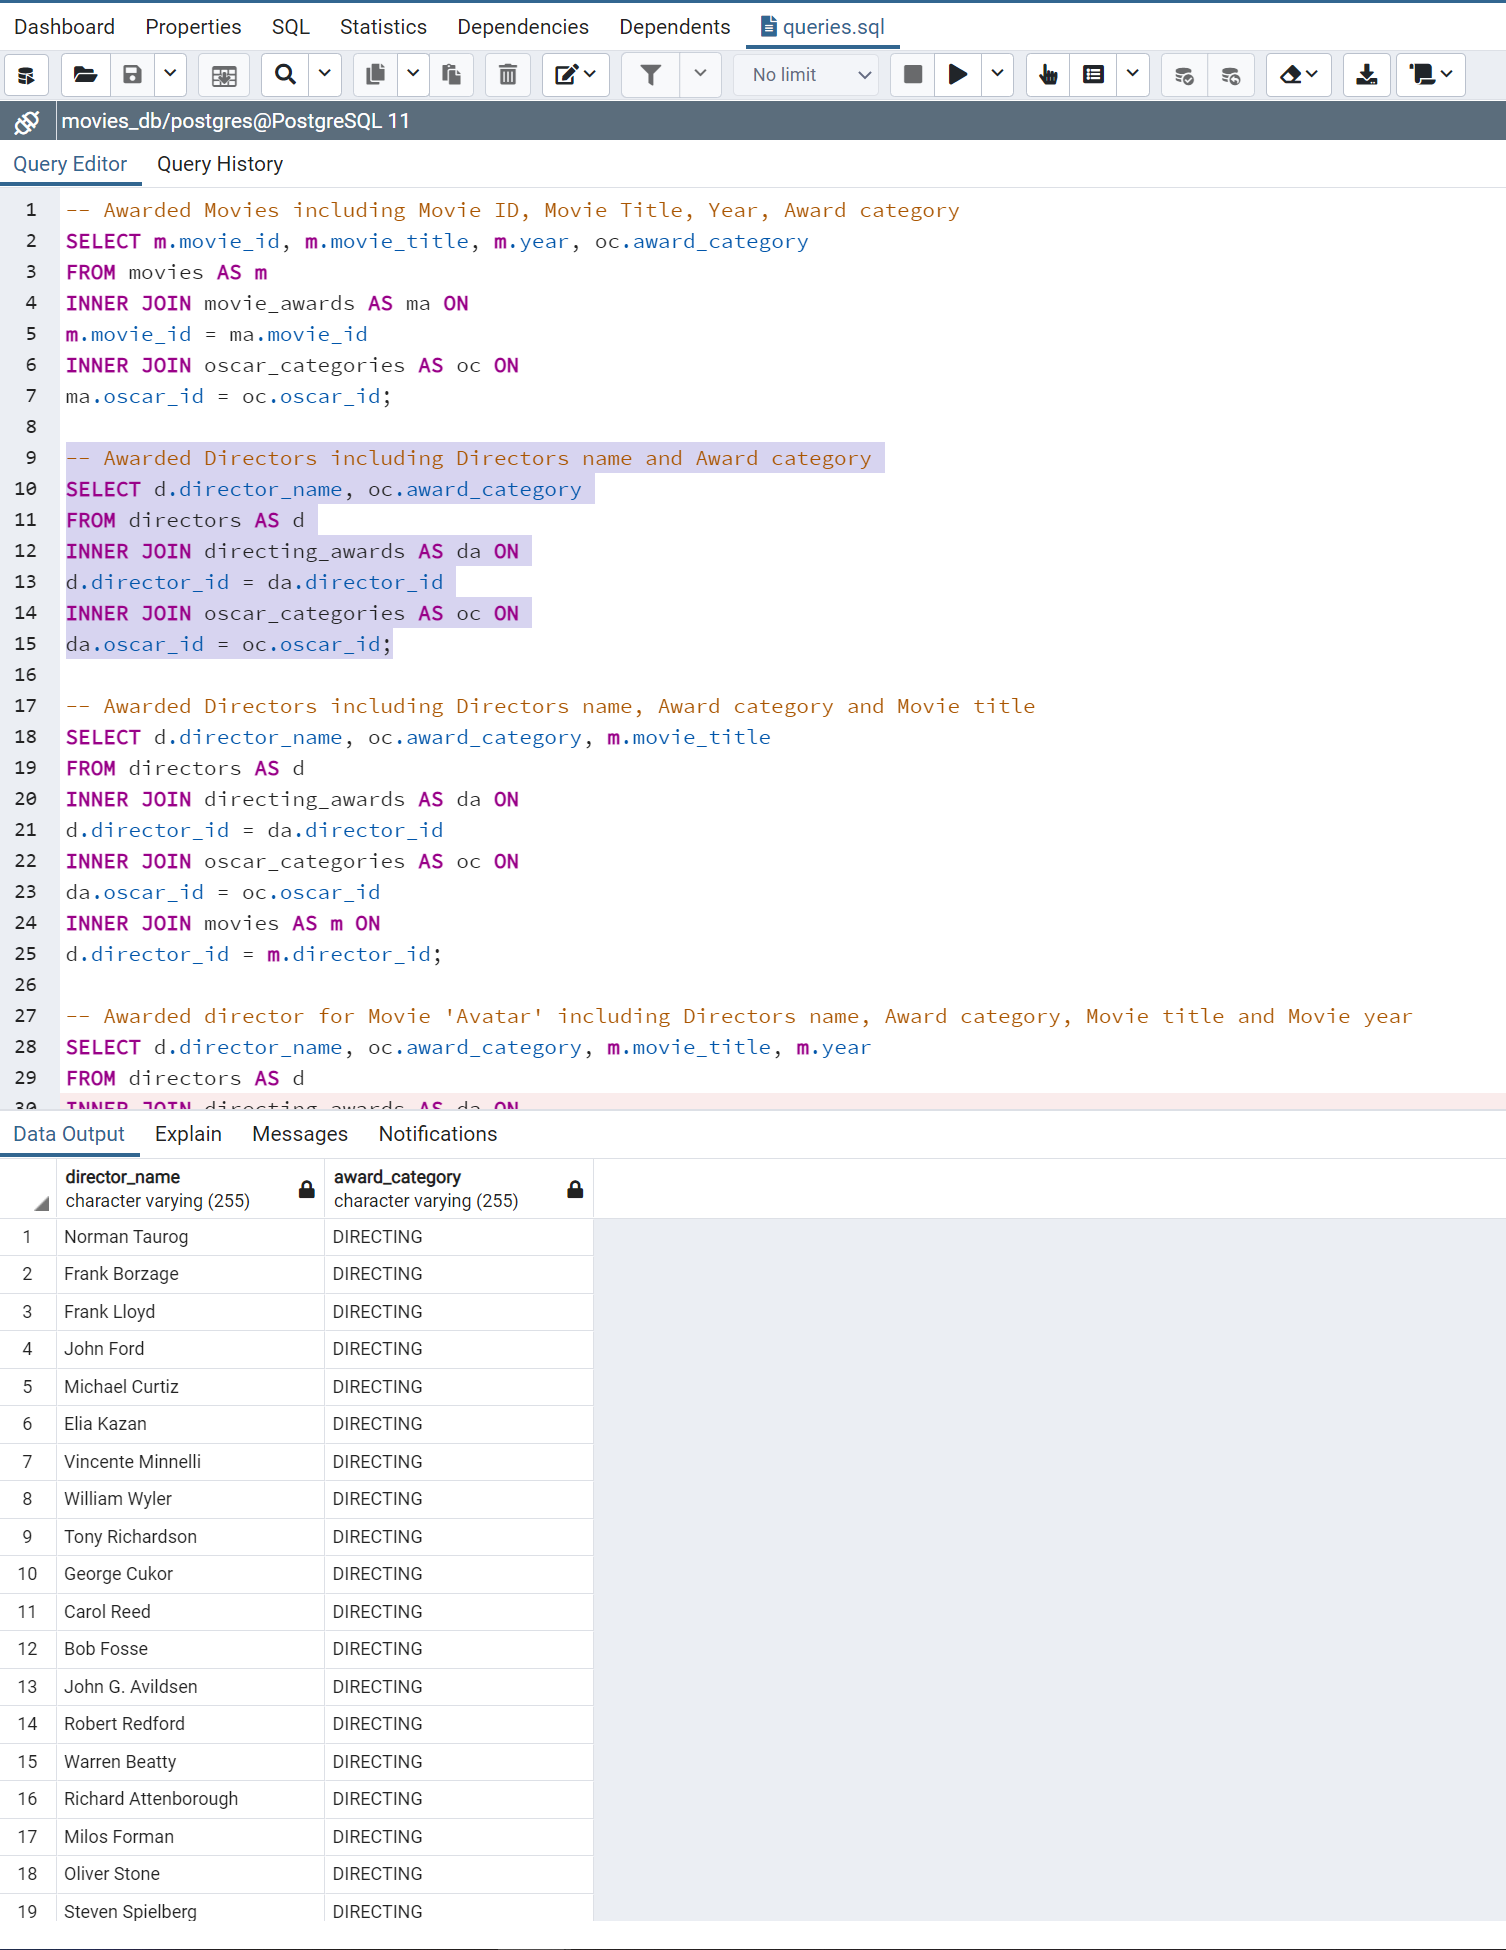 Dashboard Properties SQL Statistics Dependencies Dependents queries.sql
No limit
movies_db/postgres@PostgreSQL 11
Query Editor Query History
1 -- Awarded Movies including Movie ID, Movie Title, Year, Award category
2 SELECT m.movie_id, m.movie_title, m.year, oc.award_category
3 FROM movies AS m
4 INNER JOIN movie_awards AS ma ON
5 m.movie_id = ma.movie_id
6 INNER JOIN oscar_categories AS oc ON
7 ma.oscar_id = oc.oscar_id;
8
9 -- Awarded Directors including Directors name and Award category
10 SELECT d.director_name, oc.award_category
11 FROM directors AS d
12 INNER JOIN directing_awards AS da ON
13 d.director_id = da.director_id
14 INNER JOIN oscar_categories AS oc ON
15 da.oscar_id = oc.oscar_id;
16
17 -- Awarded Directors including Directors name, Award category and Movie title
18 SELECT d.director_name, oc.award_category, m.movie_title
19 FROM directors AS d
20 INNER JOIN directing_awards AS da ON
21 d.director_id = da.director_id
22 INNER JOIN oscar_categories AS oc ON
23 da.oscar_id = oc.oscar_id
24 INNER JOIN movies AS m ON
25 d.director_id = m.director_id;
26
27 -- Awarded director for Movie 'Avatar' including Directors name, Award category, Movie title and Movie year
28 SELECT d.director_name, oc.award_category, m.movie_title, m.year
29 FROM directors AS d
30 INNER JOIN directing_awards AS da ON
Data Output Explain Messages Notifications
director_name award_category
character varying (255) character varying (255)
1 Norman Taurog DIRECTING
2 Frank Borzage DIRECTING
3 Frank Lloyd DIRECTING
4 John Ford DIRECTING
5 Michael Curtiz DIRECTING
6 Elia Kazan DIRECTING
7 Vincente Minnelli DIRECTING
8 William Wyler DIRECTING
9 Tony Richardson DIRECTING
10 George Cukor DIRECTING
11 Carol Reed DIRECTING
12 Bob Fosse DIRECTING
13 John G. Avildsen DIRECTING
14 Robert Redford DIRECTING
15 Warren Beatty DIRECTING
16 Richard Attenborough DIRECTING
17 Milos Forman DIRECTING
18 Oliver Stone DIRECTING
19 Steven Spielberg DIRECTING